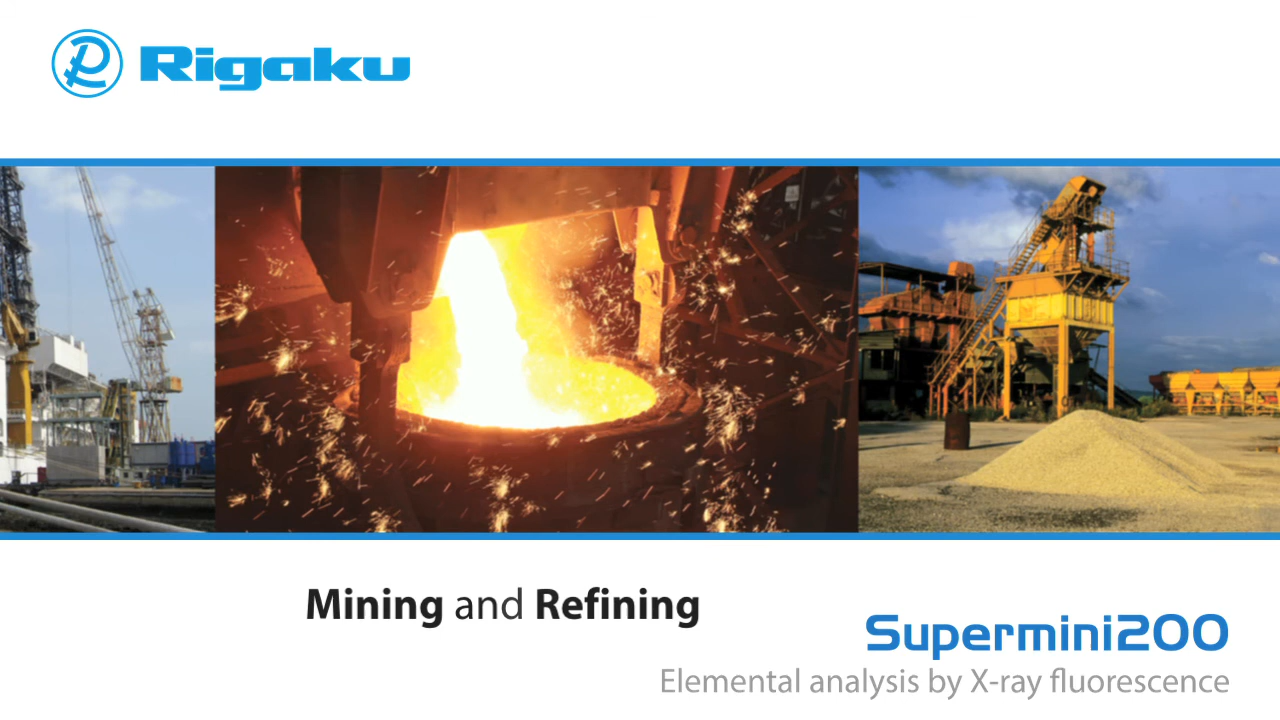 Rigaku
Mining and Refining
Supermini200
Elemental analysis by X-ray fluorescence